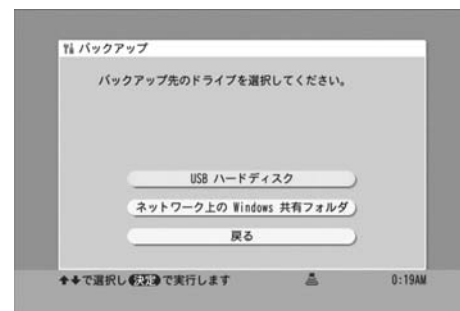 バックアップ
バックアップ先のドライブを選択してください。
USB ハードディスク
ネットワーク上の Windows 共有フォルダ
戻る
↑↓で選択し 決定 で実行します
0:19AM